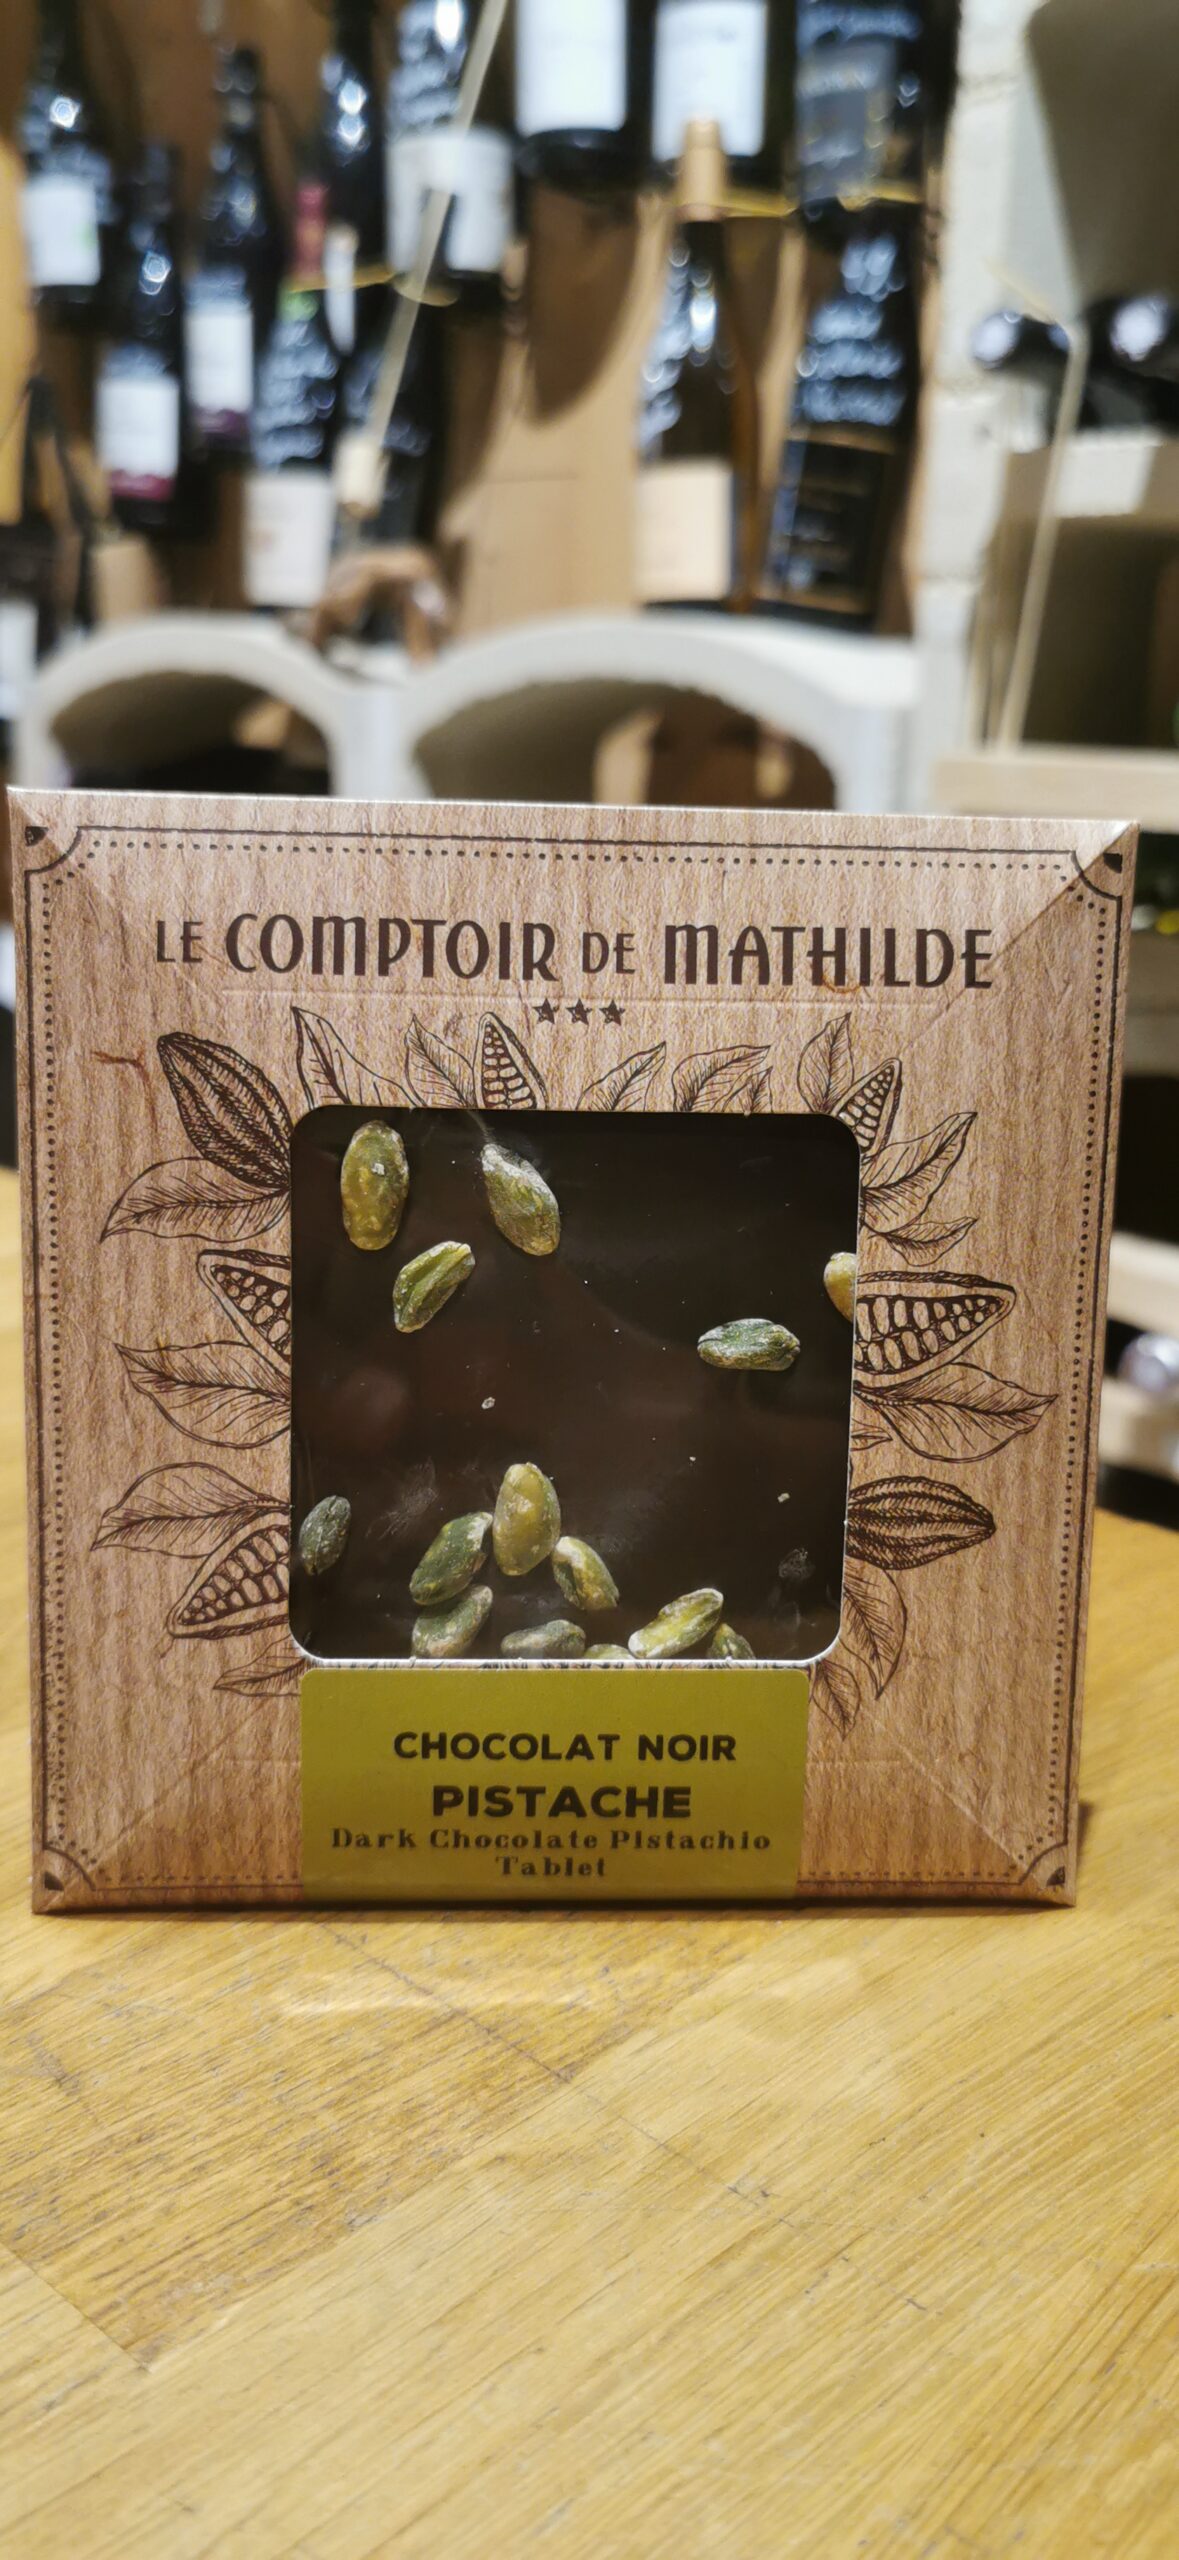 LE COMPTOIR DE MATHILDE
CHOCOLAT NOIR
PISTACHE
Dark Chocolate Pistachio
Tablet